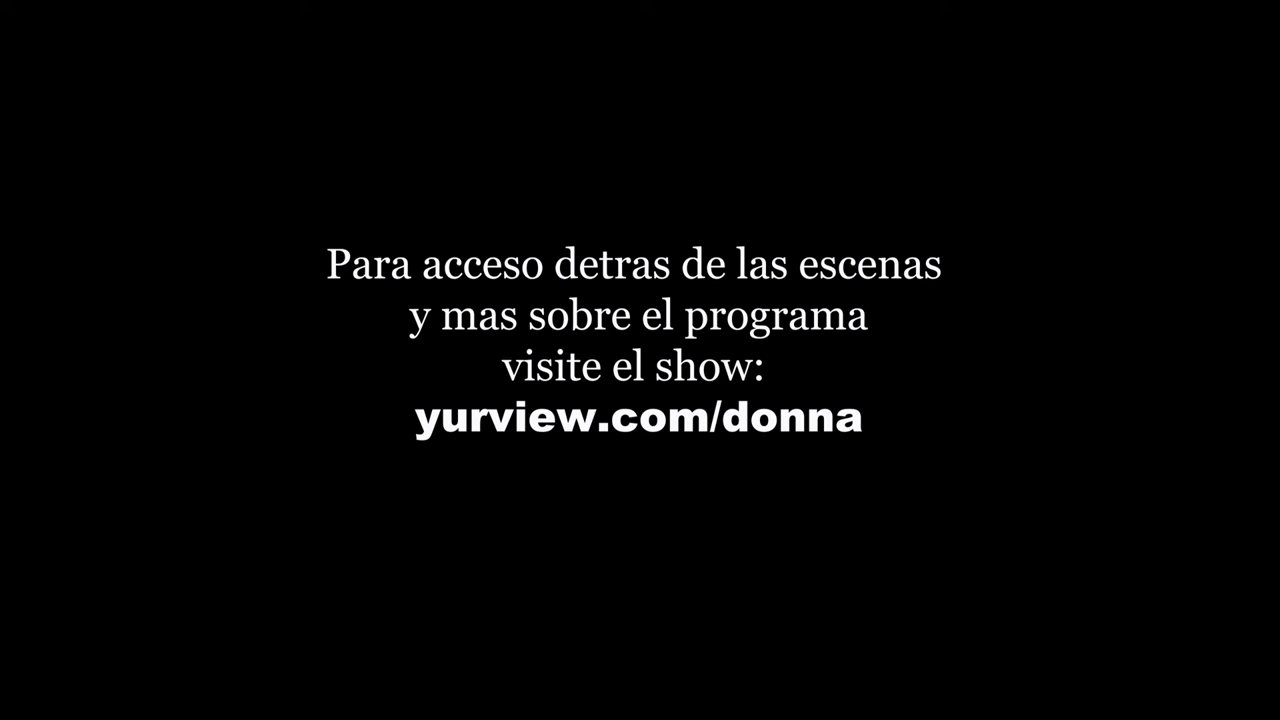 Para acceso detras de las escenas
y mas sobre el programa
visite el show:
yurview.com/donna